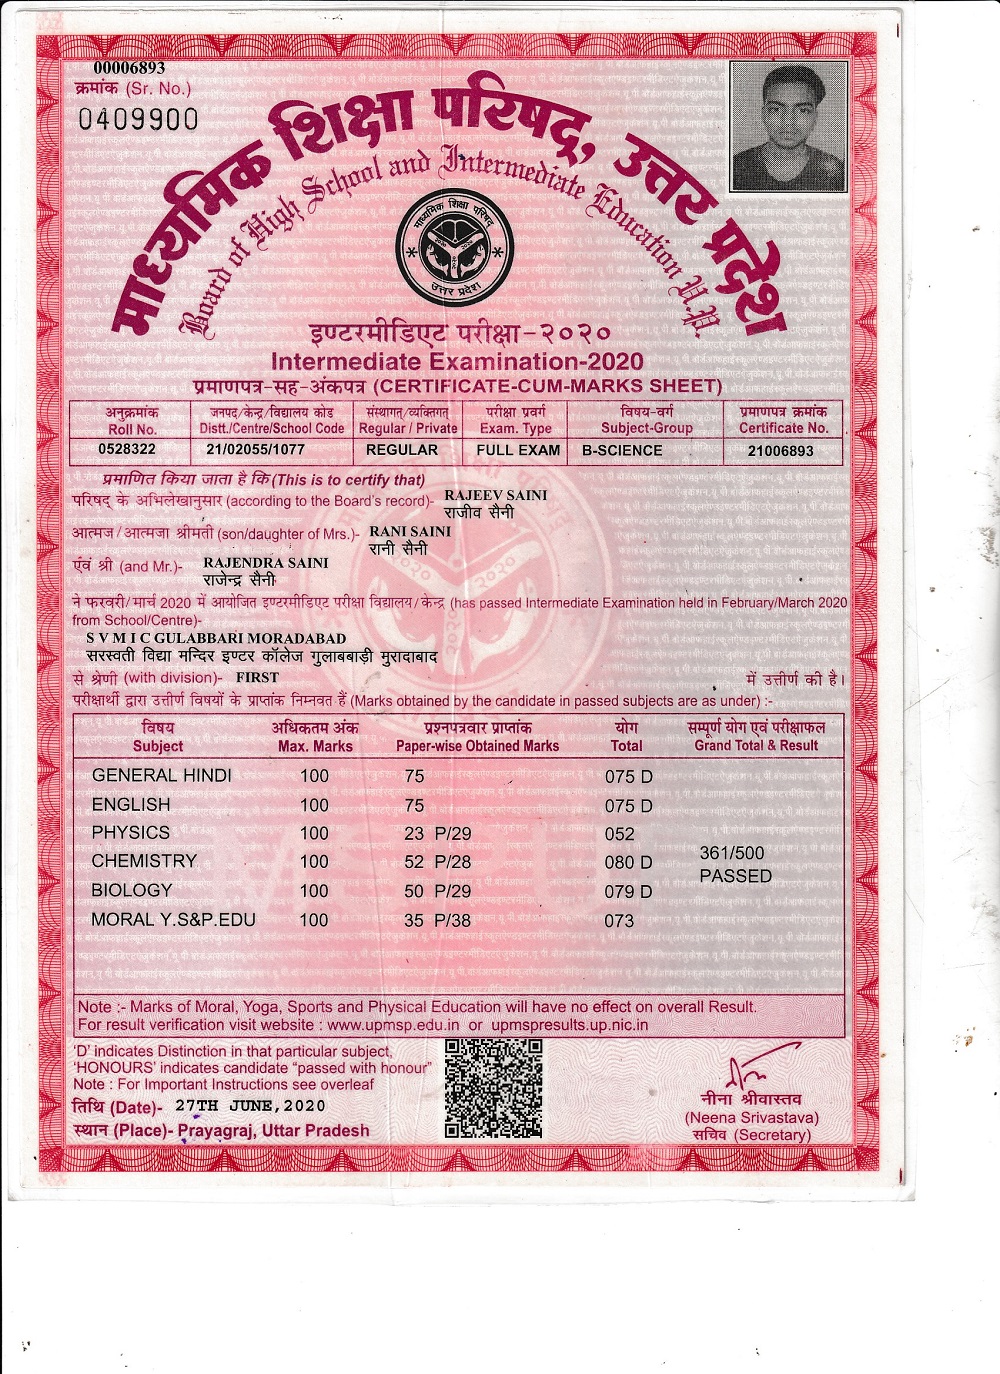 00006893
क्रमांक (Sr. No.)
0409900
माध्यमिक शिक्षा परिषद्, उत्तर प्रदेश
Board of High School and Intermediate Education U.P.
माध्यमिक शिक्षा परिषद्
उत्तर प्रदेश
इण्टरमीडिएट परीक्षा-२०२०
Intermediate Examination-2020
प्रमाणपत्र-सह-अंकपत्र (CERTIFICATE-CUM-MARKS SHEET)
अनुक्रमांक जनपद/केन्द्र/विद्यालय कोड संस्थागत/व्यक्तिगत परीक्षा प्रवर्ग विषय-वर्ग प्रमाणपत्र क्रमांक
Roll No. Distt./Centre/School Code Regular / Private Exam. Type Subject-Group Certificate No.
0528322 21/02055/1077 REGULAR FULL EXAM B-SCIENCE 21006893
प्रमाणित किया जाता है कि (This is to certify that)
परिषद् के अभिलेखानुसार (according to the Board's record)- RAJEEV SAINI
राजीव सैनी
आत्मज/आत्मजा श्रीमती (son/daughter of Mrs.)- RANI SAINI
रानी सैनी
एंवं श्री (and Mr.)- RAJENDRA SAINI
राजेन्द्र सैनी
ने फरवरी/मार्च 2020 में आयोजित इण्टरमीडिएट परीक्षा विद्यालय/केन्द्र (has passed Intermediate Examination held in February/March 2020
from School/Centre)-
S V M I C GULABBARI MORADABAD
सरस्वती विद्या मन्दिर इण्टर कॉलेज गुलाबबाड़ी मुरादाबाद
से श्रेणी (with division)- FIRST में उत्तीर्ण की है।
परीक्षार्थी द्वारा उत्तीर्ण विषयों के प्राप्तांक निम्नवत हैं (Marks obtained by the candidate in passed subjects are as under) :-
विषय अधिकतम अंक प्रश्नपत्रवार प्राप्तांक योग सम्पूर्ण योग एवं परीक्षाफल
Subject Max. Marks Paper-wise Obtained Marks Total Grand Total & Result
GENERAL HINDI 100 75 075 D
ENGLISH 100 75 075 D
PHYSICS 100 23 P/29 052
361/500
CHEMISTRY 100 52 P/28 080 D
PASSED
BIOLOGY 100 50 P/29 079 D
MORAL Y.S&P.EDU 100 35 P/38 073
Note :- Marks of Moral, Yoga, Sports and Physical Education will have no effect on overall Result.
For result verification visit website : www.upmsp.edu.in or upmspresults.up.nic.in
'D' indicates Distinction in that particular subject,
'HONOURS' indicates candidate "passed with honour"
Note : For Important Instructions see overleaf
तिथि (Date)- 27TH JUNE,2020
स्थान (Place)- Prayagraj, Uttar Pradesh
नीना श्रीवास्तव
(Neena Srivastava)
सचिव (Secretary)